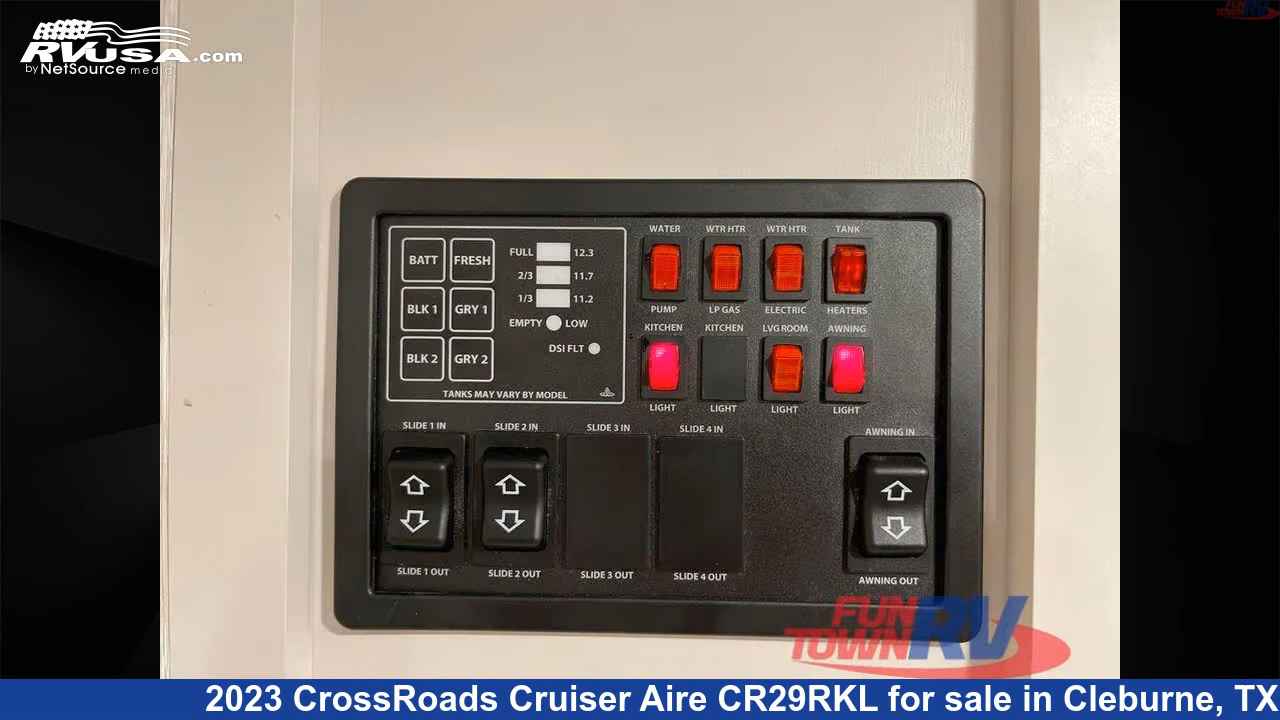 RVUSA.com
by NetSource media
FUN
TOWN RV
BATT FRESH
BLK 1 GRY 1
BLK 2 GRY 2
FULL 12.3
2/3 11.7
1/3 11.2
EMPTY LOW
DSI FLT
TANKS MAY VARY BY MODEL
WATER WTR HTR WTR HTR TANK
PUMP LP GAS ELECTRIC HEATERS
KITCHEN KITCHEN LVG ROOM AWNING
LIGHT LIGHT LIGHT LIGHT
SLIDE 1 IN SLIDE 2 IN SLIDE 3 IN SLIDE 4 IN AWNING IN
SLIDE 1 OUT SLIDE 2 OUT SLIDE 3 OUT SLIDE 4 OUT AWNING OUT
FUN
TOWN RV
2023 CrossRoads Cruiser Aire CR29RKL for sale in Cleburne, TX